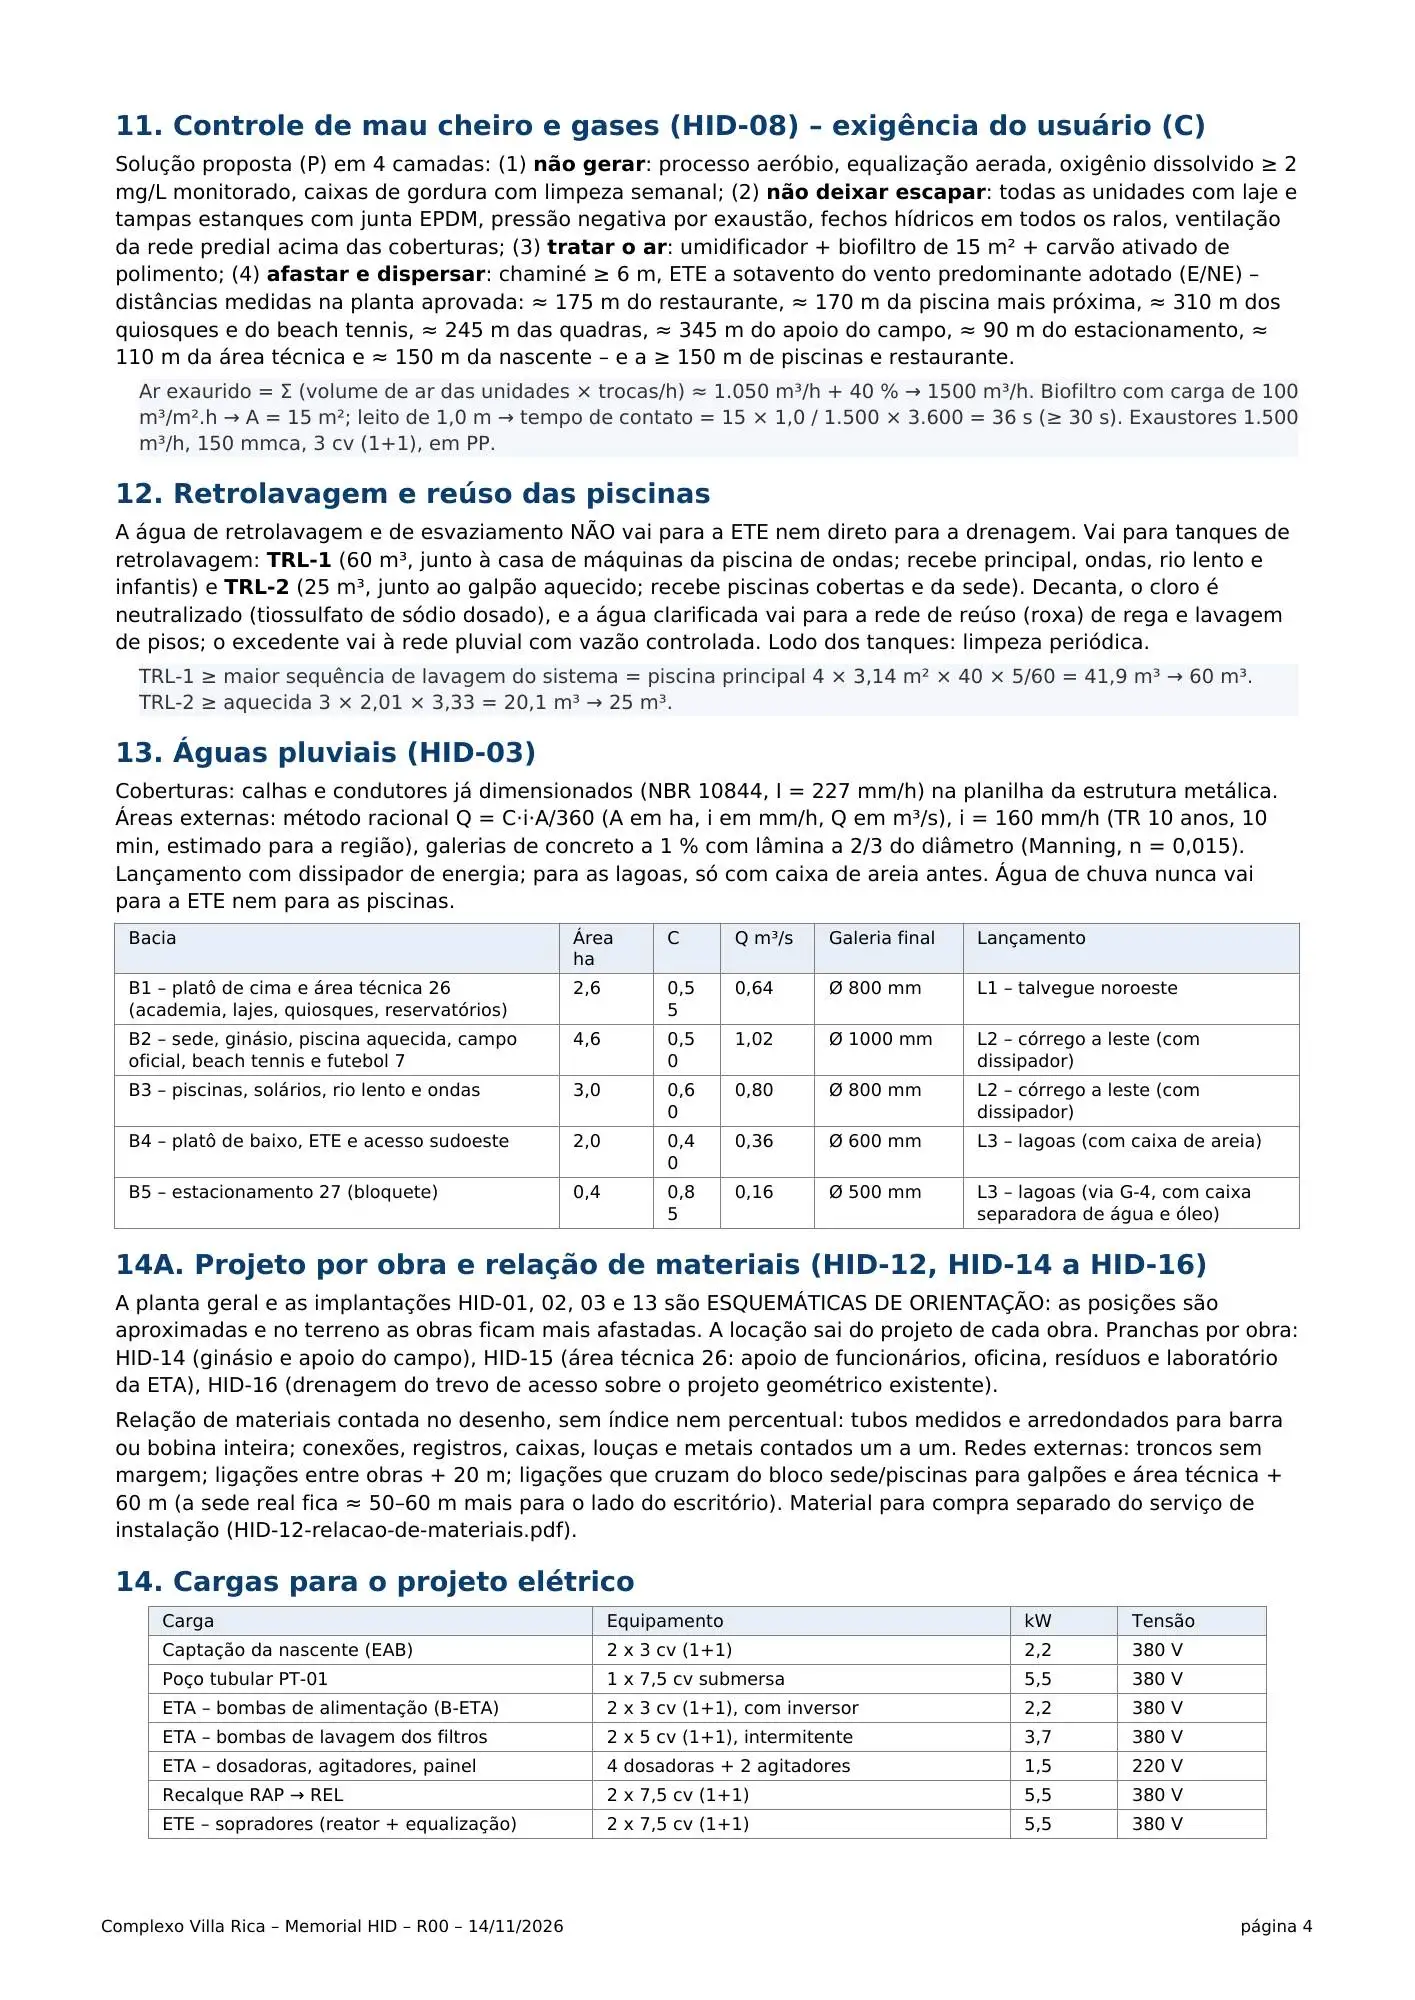 11. Controle de mau cheiro e gases (HID-08) – exigência do usuário (C)
Solução proposta (P) em 4 camadas: (1) não gerar: processo aeróbio, equalização aerada, oxigênio dissolvido ≥ 2
mg/L monitorado, caixas de gordura com limpeza semanal; (2) não deixar escapar: todas as unidades com laje e
tampas estanques com junta EPDM, pressão negativa por exaustão, fechos hídricos em todos os ralos, ventilação
da rede predial acima das coberturas; (3) tratar o ar: umidificador + biofiltro de 15 m² + carvão ativado de
polimento; (4) afastar e dispersar: chaminé ≥ 6 m, ETE a sotavento do vento predominante adotado (E/NE) –
distâncias medidas na planta aprovada: ≈ 175 m do restaurante, ≈ 170 m da piscina mais próxima, ≈ 310 m dos
quiosques e do beach tennis, ≈ 245 m das quadras, ≈ 345 m do apoio do campo, ≈ 90 m do estacionamento, ≈
110 m da área técnica e ≈ 150 m da nascente – e a ≥ 150 m de piscinas e restaurante.
Ar exaurido = Σ (volume de ar das unidades × trocas/h) ≈ 1.050 m³/h + 40 % → 1500 m³/h. Biofiltro com carga de 100
m³/m².h → A = 15 m²; leito de 1,0 m → tempo de contato = 15 × 1,0 / 1.500 × 3.600 = 36 s (≥ 30 s). Exaustores 1.500
m³/h, 150 mmca, 3 cv (1+1), em PP.
12. Retrolavagem e reúso das piscinas
A água de retrolavagem e de esvaziamento NÃO vai para a ETE nem direto para a drenagem. Vai para tanques de
retrolavagem: TRL-1 (60 m³, junto à casa de máquinas da piscina de ondas; recebe principal, ondas, rio lento e
infantis) e TRL-2 (25 m³, junto ao galpão aquecido; recebe piscinas cobertas e da sede). Decanta, o cloro é
neutralizado (tiossulfato de sódio dosado), e a água clarificada vai para a rede de reúso (roxa) de rega e lavagem
de pisos; o excedente vai à rede pluvial com vazão controlada. Lodo dos tanques: limpeza periódica.
TRL-1 ≥ maior sequência de lavagem do sistema = piscina principal 4 × 3,14 m² × 40 × 5/60 = 41,9 m³ → 60 m³.
TRL-2 ≥ aquecida 3 × 2,01 × 3,33 = 20,1 m³ → 25 m³.
13. Águas pluviais (HID-03)
Coberturas: calhas e condutores já dimensionados (NBR 10844, I = 227 mm/h) na planilha da estrutura metálica.
Áreas externas: método racional Q = C·i·A/360 (A em ha, i em mm/h, Q em m³/s), i = 160 mm/h (TR 10 anos, 10
min, estimado para a região), galerias de concreto a 1 % com lâmina a 2/3 do diâmetro (Manning, n = 0,015).
Lançamento com dissipador de energia; para as lagoas, só com caixa de areia antes. Água de chuva nunca vai
para a ETE nem para as piscinas.
Bacia Área C Q m³/s Galeria final Lançamento
ha
B1 – platô de cima e área técnica 26 2,6 0,5 0,64 Ø 800 mm L1 – talvegue noroeste
(academia, lajes, quiosques, reservatórios) 5
B2 – sede, ginásio, piscina aquecida, campo 4,6 0,5 1,02 Ø 1000 mm L2 – córrego a leste (com
oficial, beach tennis e futebol 7 0 dissipador)
B3 – piscinas, solários, rio lento e ondas 3,0 0,6 0,80 Ø 800 mm L2 – córrego a leste (com
0 dissipador)
B4 – platô de baixo, ETE e acesso sudoeste 2,0 0,4 0,36 Ø 600 mm L3 – lagoas (com caixa de areia)
0
B5 – estacionamento 27 (bloquete) 0,4 0,8 0,16 Ø 500 mm L3 – lagoas (via G-4, com caixa
5 separadora de água e óleo)
14A. Projeto por obra e relação de materiais (HID-12, HID-14 a HID-16)
A planta geral e as implantações HID-01, 02, 03 e 13 são ESQUEMÁTICAS DE ORIENTAÇÃO: as posições são
aproximadas e no terreno as obras ficam mais afastadas. A locação sai do projeto de cada obra. Pranchas por obra:
HID-14 (ginásio e apoio do campo), HID-15 (área técnica 26: apoio de funcionários, oficina, resíduos e laboratório
da ETA), HID-16 (drenagem do trevo de acesso sobre o projeto geométrico existente).
Relação de materiais contada no desenho, sem índice nem percentual: tubos medidos e arredondados para barra
ou bobina inteira; conexões, registros, caixas, louças e metais contados um a um. Redes externas: troncos sem
margem; ligações entre obras + 20 m; ligações que cruzam do bloco sede/piscinas para galpões e área técnica +
60 m (a sede real fica ≈ 50–60 m mais para o lado do escritório). Material para compra separado do serviço de
instalação (HID-12-relacao-de-materiais.pdf).
14. Cargas para o projeto elétrico
Carga Equipamento kW Tensão
Captação da nascente (EAB) 2 x 3 cv (1+1) 2,2 380 V
Poço tubular PT-01 1 x 7,5 cv submersa 5,5 380 V
ETA – bombas de alimentação (B-ETA) 2 x 3 cv (1+1), com inversor 2,2 380 V
ETA – bombas de lavagem dos filtros 2 x 5 cv (1+1), intermitente 3,7 380 V
ETA – dosadoras, agitadores, painel 4 dosadoras + 2 agitadores 1,5 220 V
Recalque RAP → REL 2 x 7,5 cv (1+1) 5,5 380 V
ETE – sopradores (reator + equalização) 2 x 7,5 cv (1+1) 5,5 380 V
Complexo Villa Rica – Memorial HID – R00 – 14/11/2026 página 4